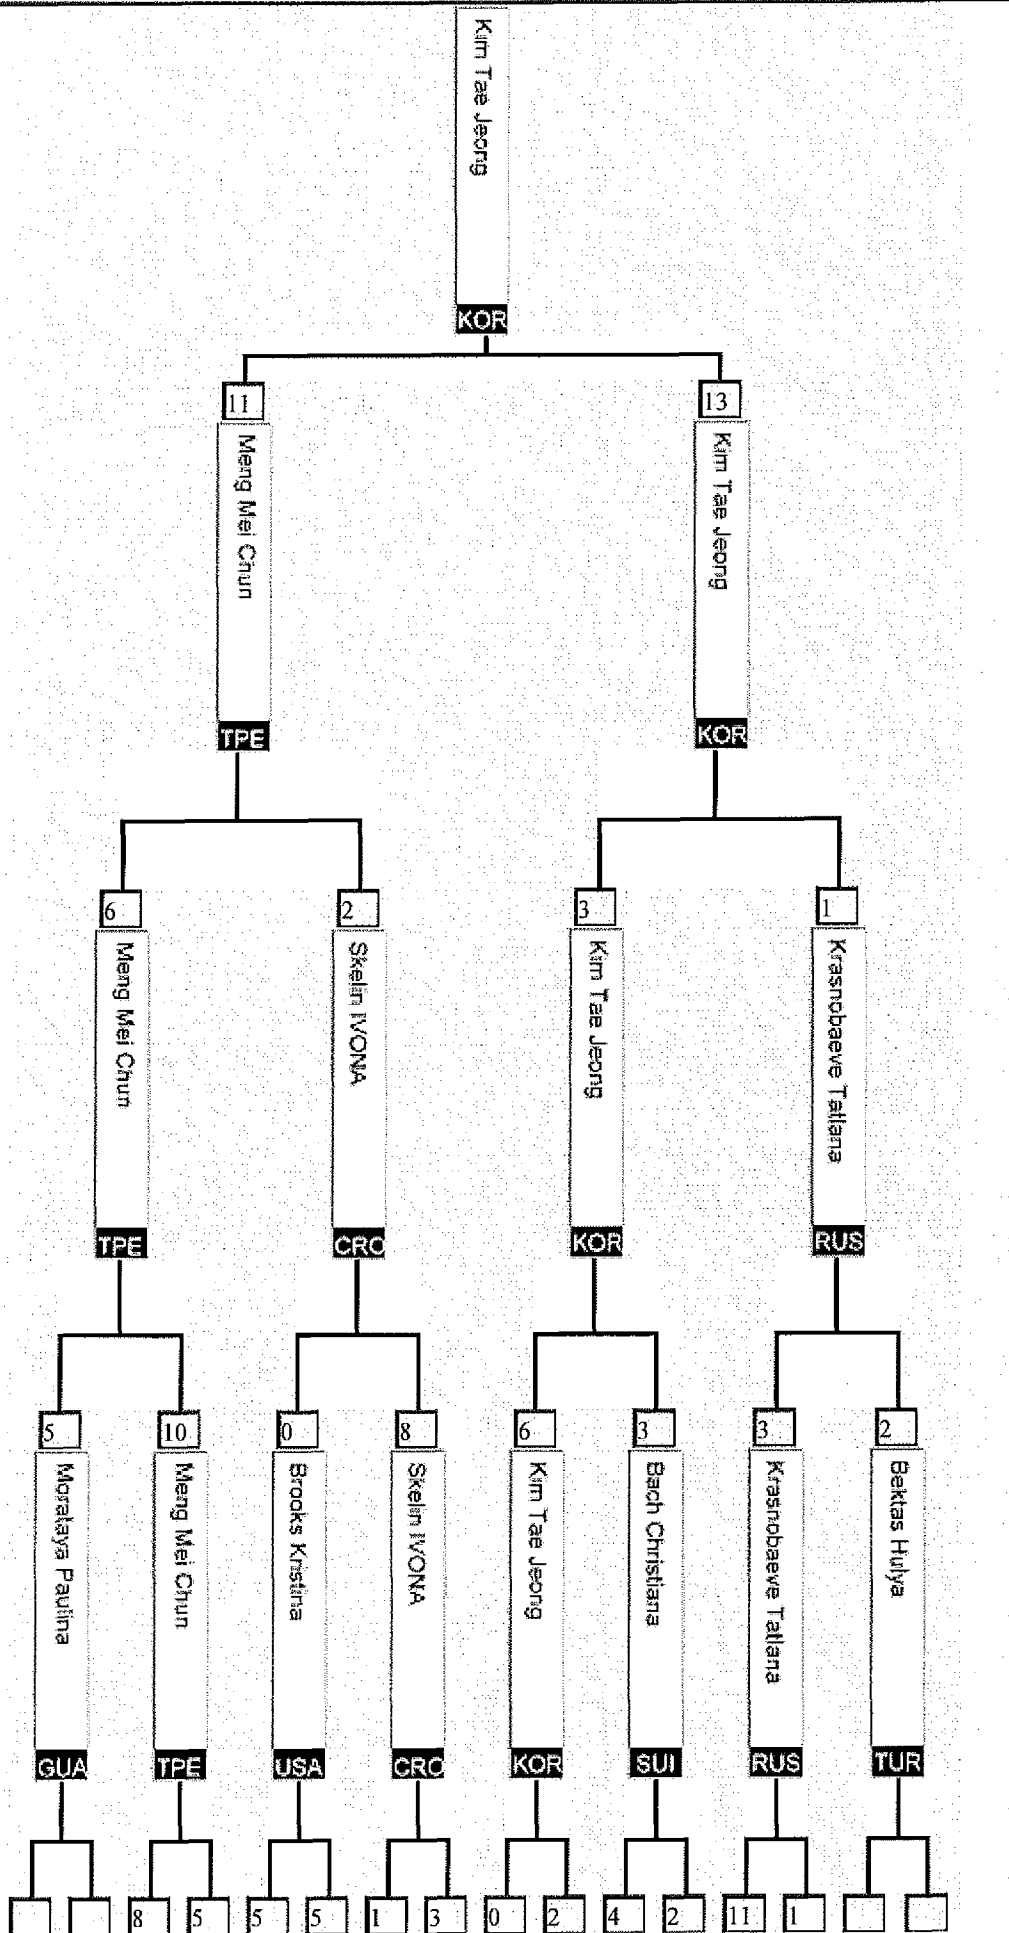 Kim Tae Jeong
KOR
11
13
Meng Mei Chun
Kim Tae Jeong
TPE
KOR
6
2
3
1
Meng Mei Chun
Skelin IVONA
Kim Tae Jeong
Krasnobaeve Tatiana
TPE
CRO
KOR
RUS
5
10
0
8
6
3
3
2
Morataya Paulina
Meng Mei Chun
Brooks Kristina
Skelin IVONA
Kim Tae Jeong
Bach Christiana
Krasnobaeve Tatiana
Bektas Hulya
GUA
TPE
USA
CRO
KOR
SUI
RUS
TUR
8
5
5
5
1
3
0
2
4
2
11
1